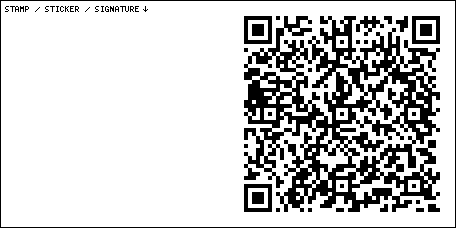 STAMP / STICKER / SIGNATURE ↓